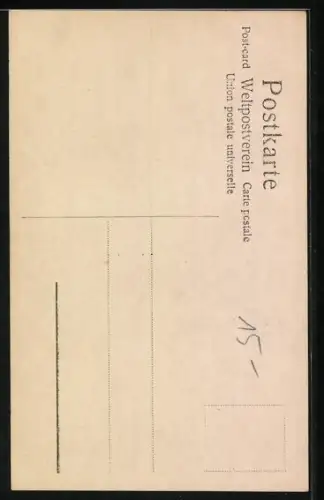 Postkarte
Post-card Weltpostverein Carte postale
Union postale universelle
15 –